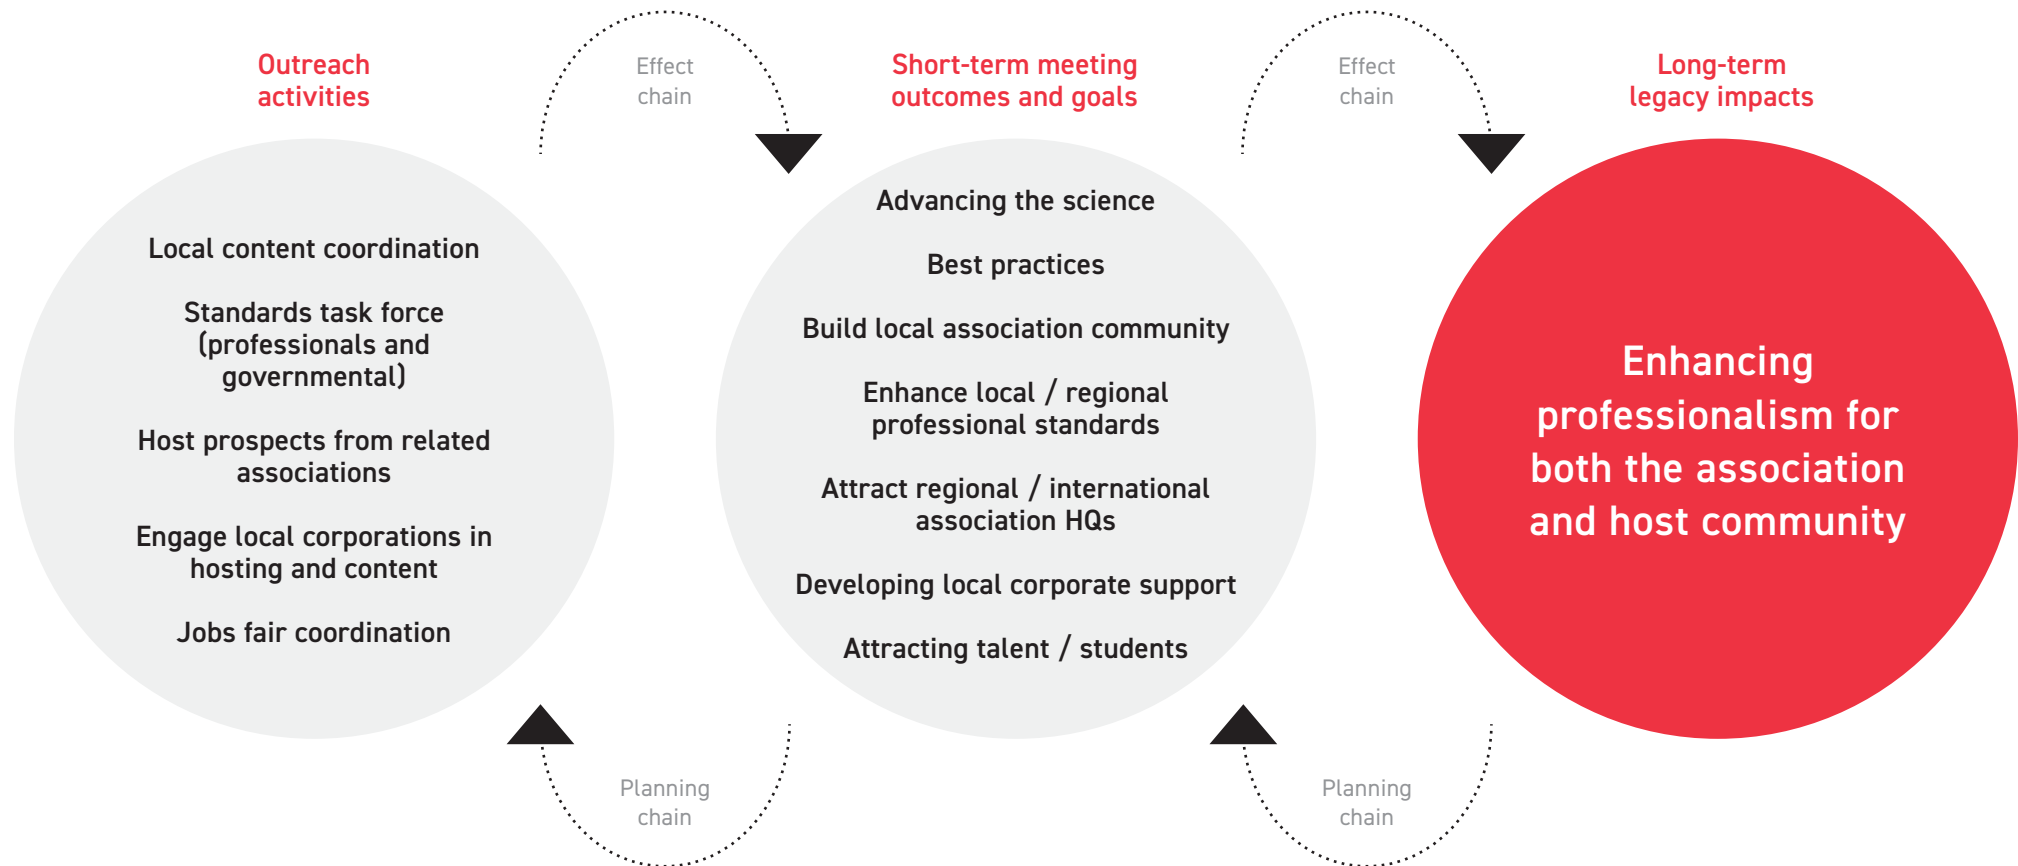 Outreach
activities
Effect
chain
Short-term meeting
outcomes and goals
Effect
chain
Long-term
legacy impacts
Local content coordination
Standards task force
(professionals and
governmental)
Host prospects from related
associations
Engage local corporations in
hosting and content
Jobs fair coordination
Advancing the science
Best practices
Build local association community
Enhance local / regional
professional standards
Attract regional / international
association HQs
Developing local corporate support
Attracting talent / students
Enhancing
professionalism for
both the association
and host community
Planning
chain
Planning
chain